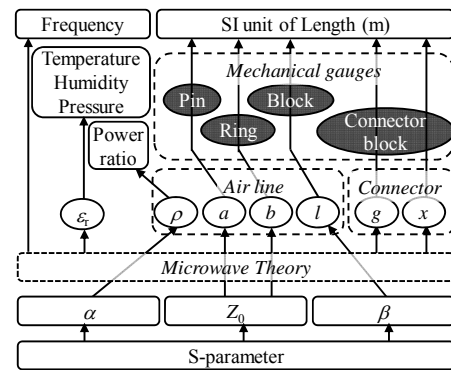 Frequency
SI unit of Length (m)
Temperature
Humidity
Pressure
Mechanical gauges
Pin
Block
Ring
Connector
block
Power
ratio
Air line
Connector
εr
ρ
a
b
l
g
x
Microwave Theory
α
Z0
β
S-parameter